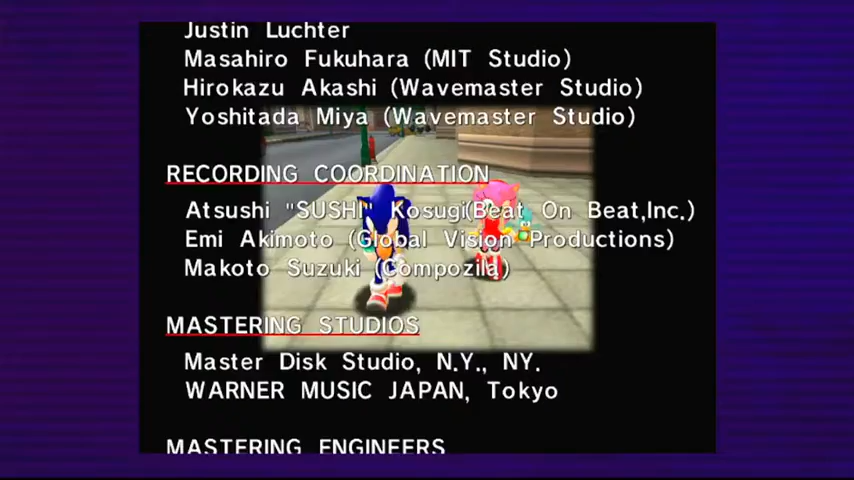 Justin Luchter
Masahiro Fukuhara (MIT Studio)
Hirokazu Akashi (Wavemaster Studio)
Yoshitada Miya (Wavemaster Studio)
RECORDING COORDINATION
Atsushi "SUSHI" Kosugi(Beat On Beat,Inc.)
Emi Akimoto (Global Vision Productions)
Makoto Suzuki (Compozila)
MASTERING STUDIOS
Master Disk Studio, N.Y., NY.
WARNER MUSIC JAPAN, Tokyo
MASTERING ENGINEERS